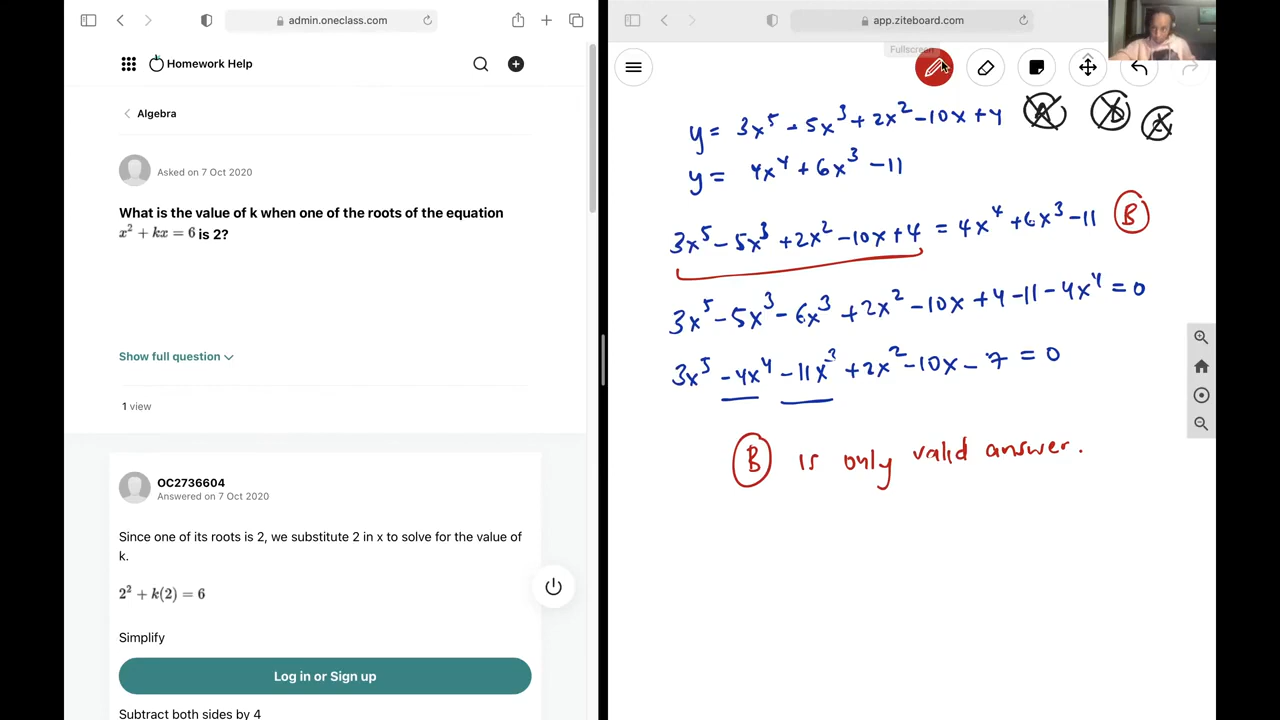 admin.oneclass.com
Homework Help
Algebra
Asked on 7 Oct 2020
What is the value of k when one of the roots of the equation
x² + kx = 6 is 2?
Show full question
1 view
OC2736604
Answered on 7 Oct 2020
Since one of its roots is 2, we substitute 2 in x to solve for the value of
k.
2² + k(2) = 6
Simplify
Log in or Sign up
Subtract both sides by 4
app.ziteboard.com
Fullscreen
y = 3x⁵ - 5x³ + 2x² - 10x + 4 A D C
y = 4x⁴ + 6x³ - 11
3x⁵ - 5x³ + 2x² - 10x + 4 = 4x⁴ + 6x³ - 11 B
3x⁵ - 5x³ - 6x³ + 2x² - 10x + 4 - 11 - 4x⁴ = 0
3x⁵ - 4x⁴ - 11x³ + 2x² - 10x - 7 = 0
B is only valid answer.